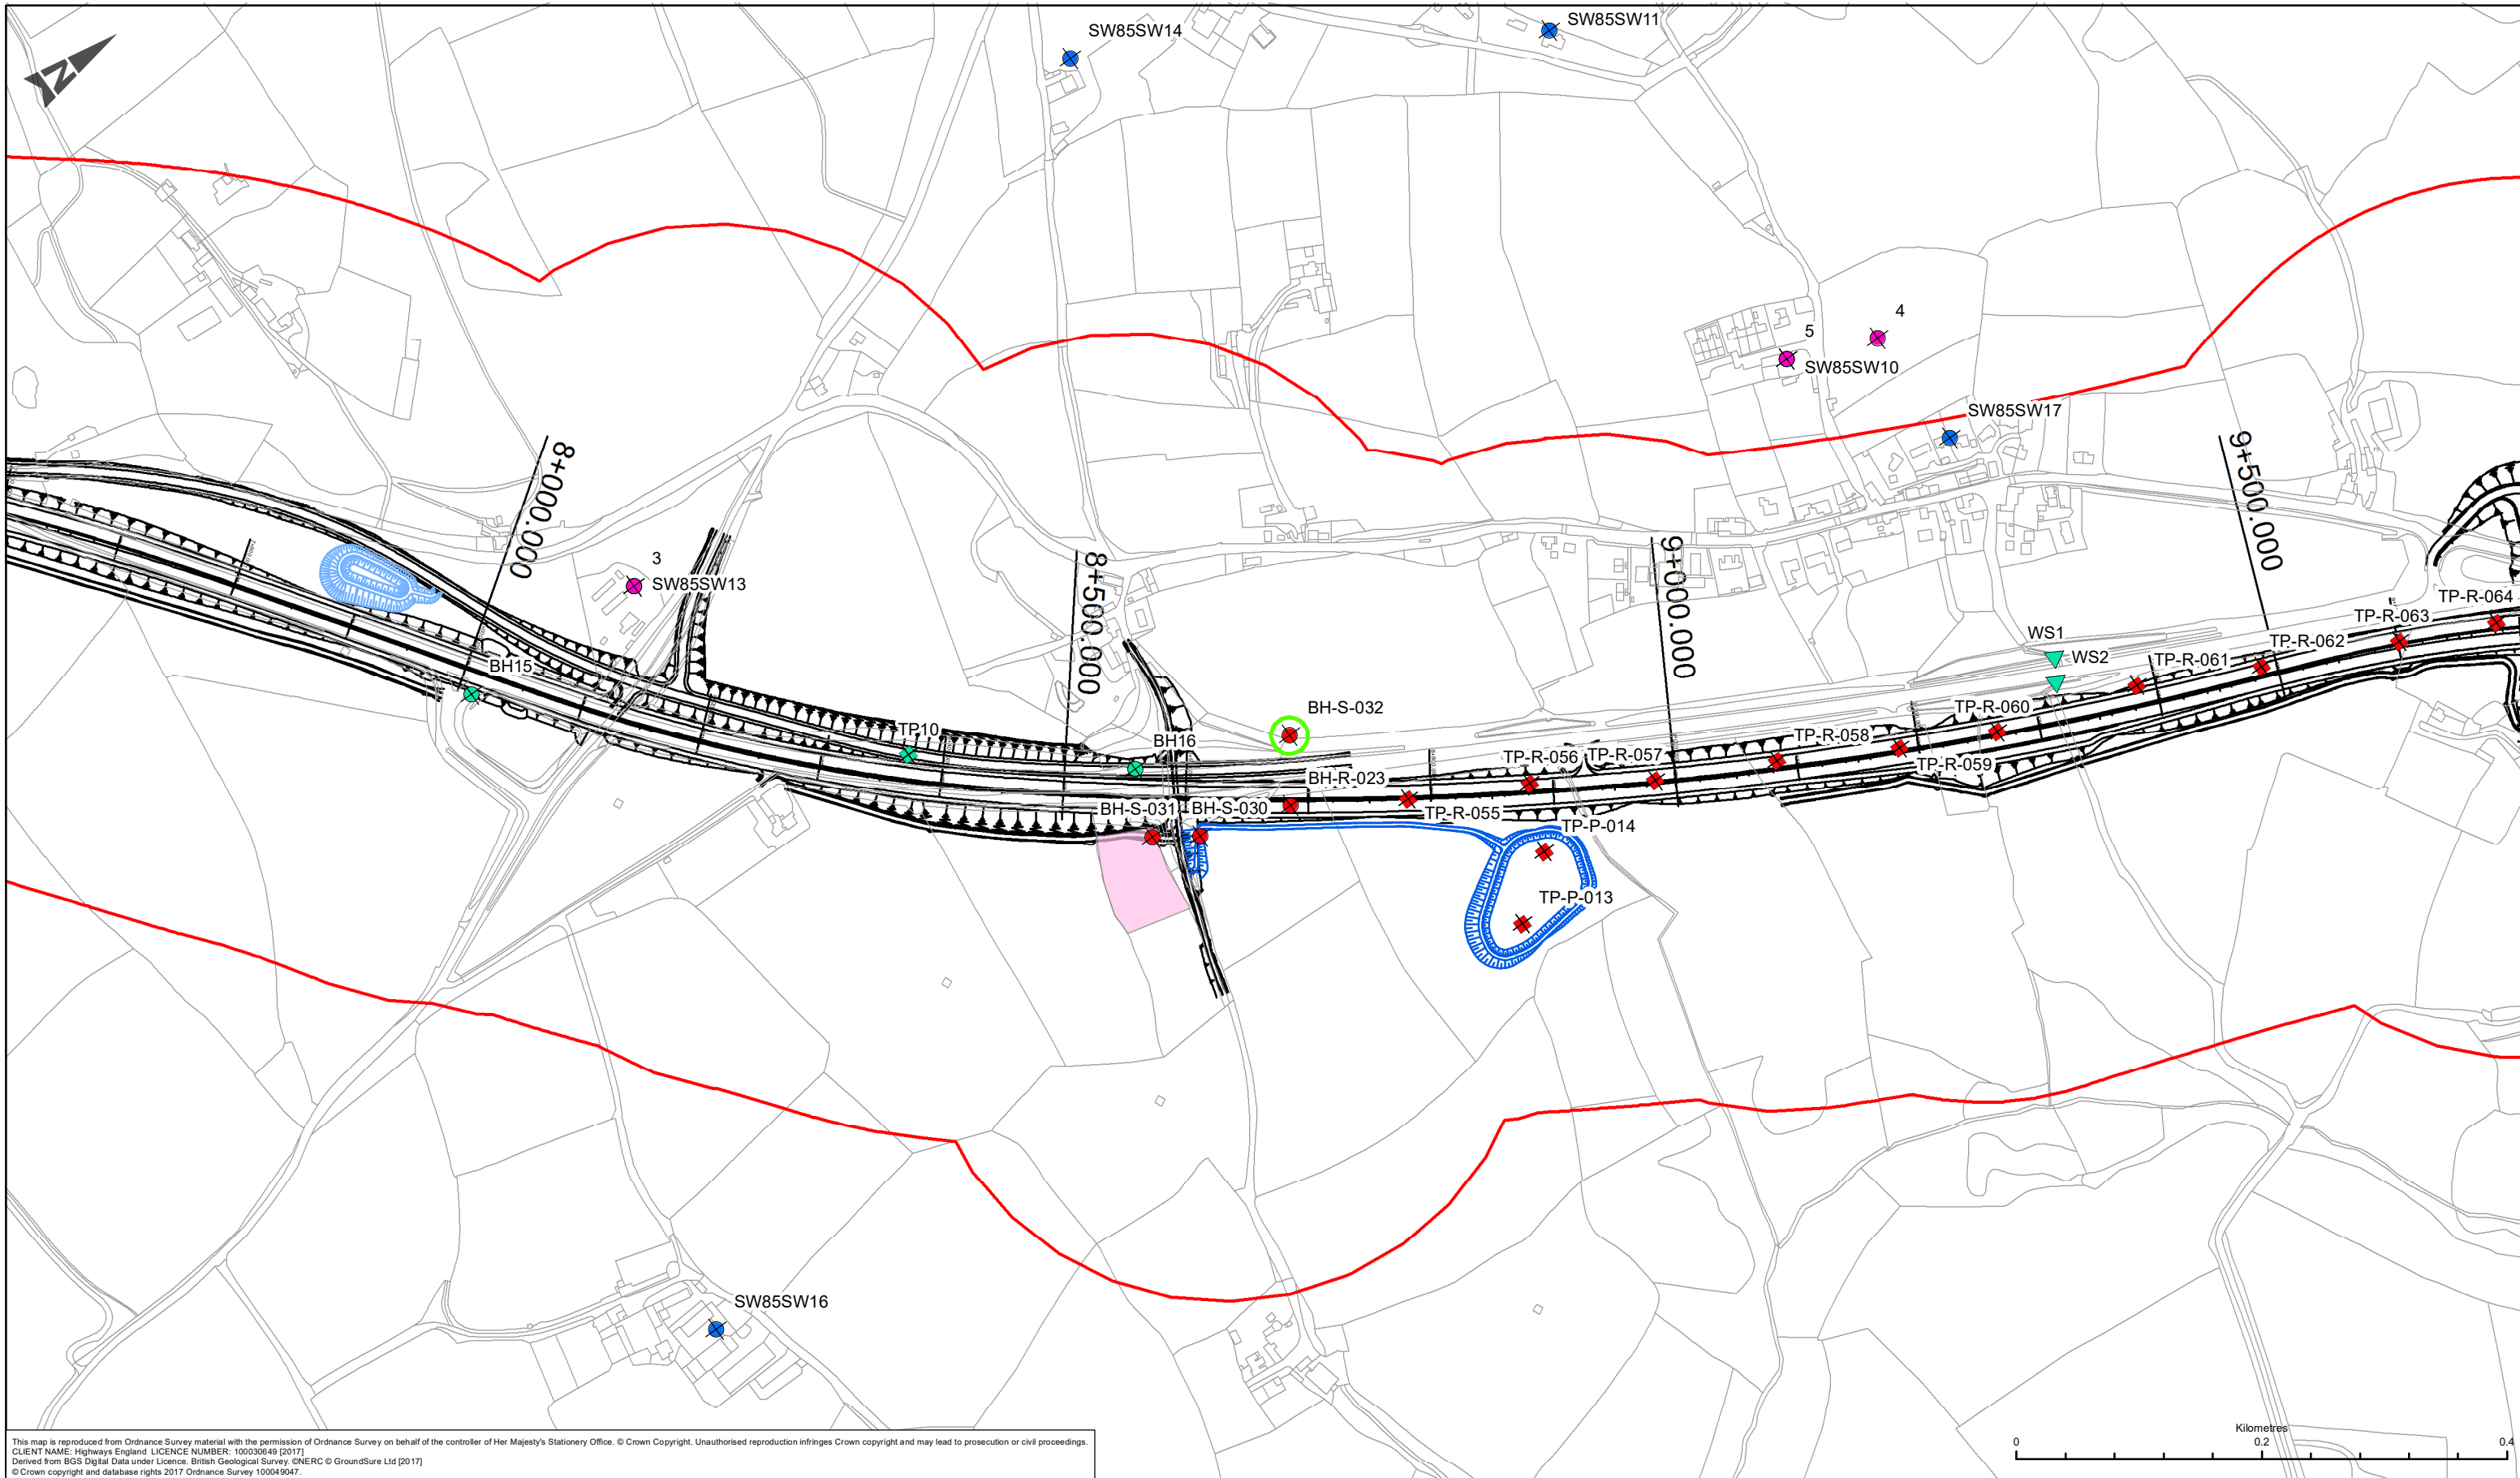 SW85SW11
SW85SW14
N
4
5
SW85SW10
SW85SW17
8+000.000
9+500.000
3
SW85SW13
8+500.000
9+000.000
TP-R-064
TP-R-063
WS1
TP-R-062
WS2
TP-R-061
BH15
BH-S-032
TP-R-060
TP10
BH16
TP-R-058
TP-R-056
TP-R-057
TP-R-059
BH-R-023
BH-S-031
BH-S-030
TP-R-055
TP-P-014
TP-P-013
SW85SW16
Kilometres
0
0.2
0.4
This map is reproduced from Ordnance Survey material with the permission of Ordnance Survey on behalf of the controller of Her Majesty's Stationery Office. © Crown Copyright. Unauthorised reproduction infringes Crown copyright and may lead to prosecution or civil proceedings.
CLIENT NAME: Highways England LICENCE NUMBER: 100030649 [2017]
Derived from BGS Digital Data under Licence. British Geological Survey. ©NERC © GroundSure Ltd [2017]
© Crown copyright and database rights 2017 Ordnance Survey 100049047.